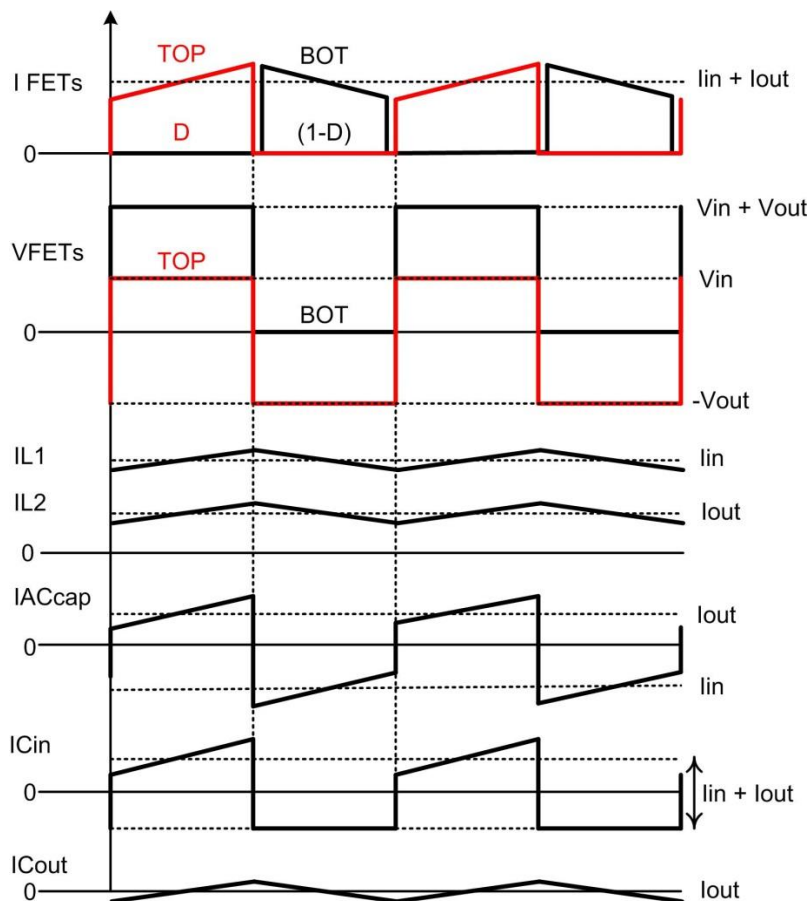 TOP
BOT
I FETs
Iin + Iout
D
(1-D)
0
Vin + Vout
VFETs
TOP
Vin
BOT
0
-Vout
IL1
Iin
IL2
Iout
0
IACcap
Iout
0
Iin
ICin
0
Iin + Iout
ICout
0
Iout